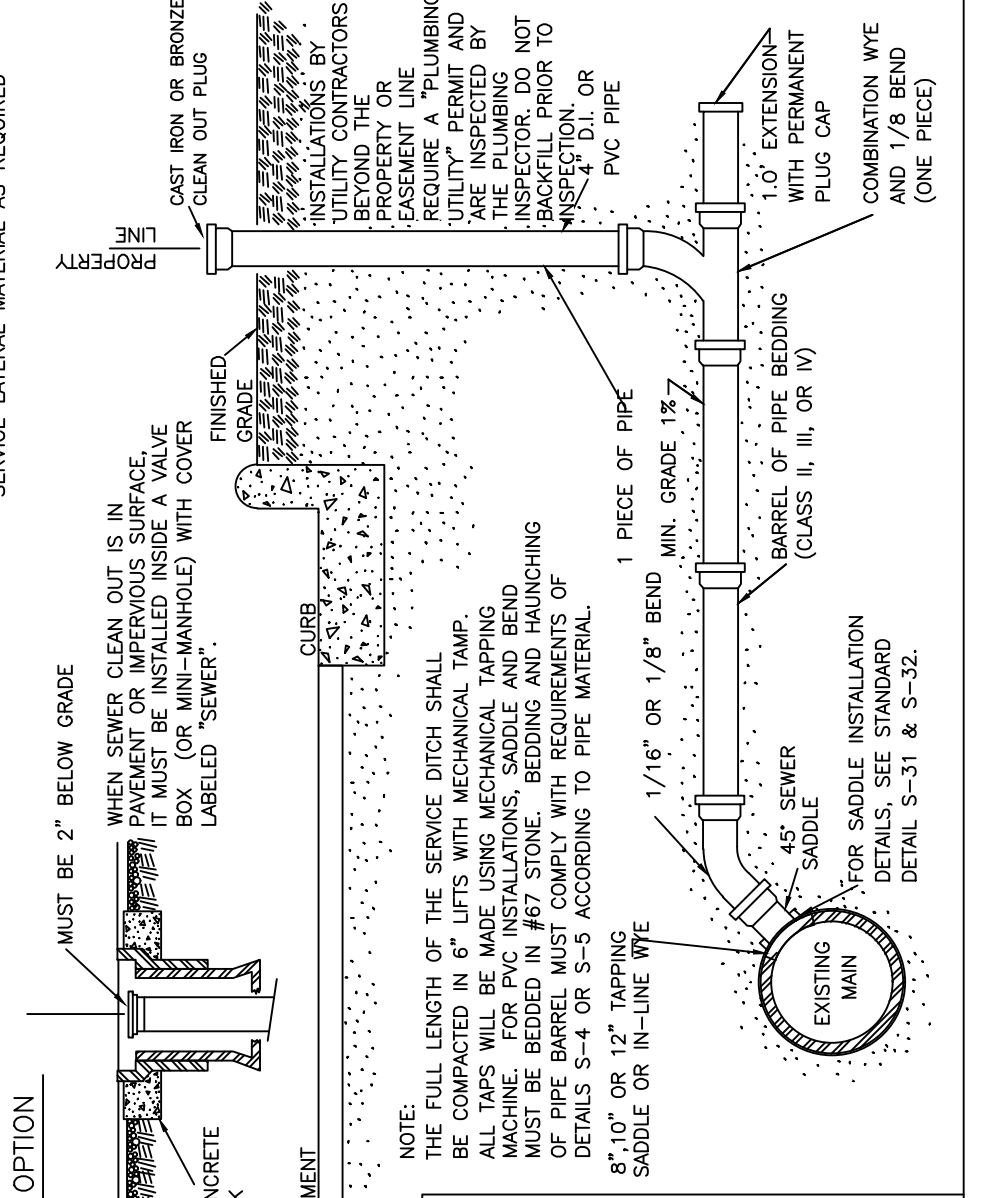 SERVICE LATERAL MATERIAL AS REQUIRED
OPTION
MUST BE 2" BELOW GRADE
WHEN SEWER CLEAN OUT IS IN
PAVEMENT OR IMPERVIOUS SURFACE,
IT MUST BE INSTALLED INSIDE A VALVE
BOX (OR MINI-MANHOLE) WITH COVER
LABELED "SEWER".
PROPERTY
LINE
CAST IRON OR BRONZE
CLEAN OUT PLUG
FINISHED
GRADE
CURB
INSTALLATIONS BY
UTILITY CONTRACTORS
BEYOND THE
PROPERTY OR
EASEMENT LINE
REQUIRE A "PLUMBING
UTILITY" PERMIT AND
ARE INSPECTED BY
THE PLUMBING
INSPECTOR. DO NOT
BACKFILL PRIOR TO
INSPECTION.
4" D.I. OR
PVC PIPE
NOTE:
THE FULL LENGTH OF THE SERVICE DITCH SHALL
BE COMPACTED IN 6" LIFTS WITH MECHANICAL TAMP.
ALL TAPS WILL BE MADE USING MECHANICAL TAPPING
MACHINE. FOR PVC INSTALLATIONS, SADDLE AND BEND
MUST BE BEDDED IN #67 STONE. BEDDING AND HAUNCHING
OF PIPE BARREL MUST COMPLY WITH REQUIREMENTS OF
DETAILS S-4 OR S-5 ACCORDING TO PIPE MATERIAL.
8",10" OR 12" TAPPING
SADDLE OR IN-LINE WYE
1/16" OR 1/8" BEND
1 PIECE OF PIPE
MIN. GRADE 1%
1.0' EXTENSION
WITH PERMANENT
PLUG CAP
COMBINATION WYE
AND 1/8 BEND
(ONE PIECE)
BARREL OF PIPE BEDDING
(CLASS II, III, OR IV)
45° SEWER
SADDLE
FOR SADDLE INSTALLATION
DETAILS, SEE STANDARD
DETAIL S-31 & S-32.
EXISTING
MAIN